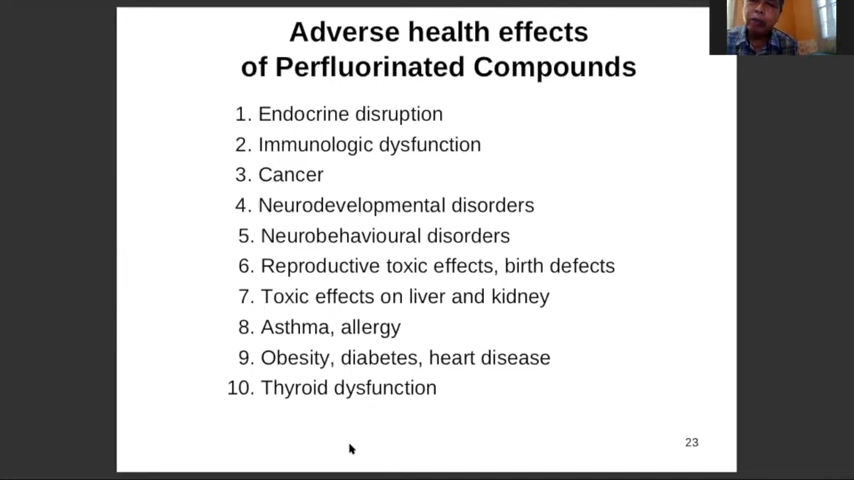 Adverse health effects
of Perfluorinated Compounds
1. Endocrine disruption
2. Immunologic dysfunction
3. Cancer
4. Neurodevelopmental disorders
5. Neurobehavioural disorders
6. Reproductive toxic effects, birth defects
7. Toxic effects on liver and kidney
8. Asthma, allergy
9. Obesity, diabetes, heart disease
10. Thyroid dysfunction
23